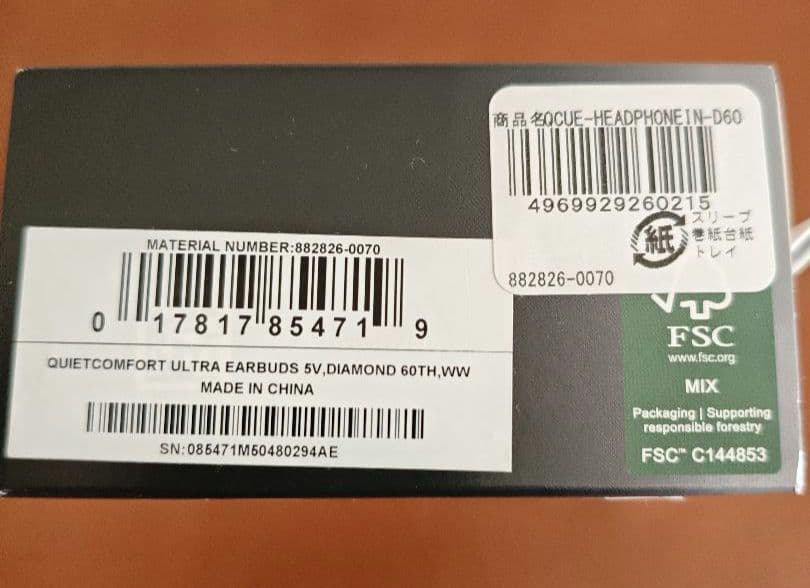 商品名QCUE-HEADPHONEIN-D60
4969929260215
紙
スリーブ
巻紙台紙
トレイ
882826-0070
MATERIAL NUMBER:882826-0070
0 17817 85471 9
QUIETCOMFORT ULTRA EARBUDS 5V,DIAMOND 60TH,WW
MADE IN CHINA
SN:085471M50480294AE
FSC
www.fsc.org
MIX
Packaging | Supporting
responsible forestry
FSC™ C144853